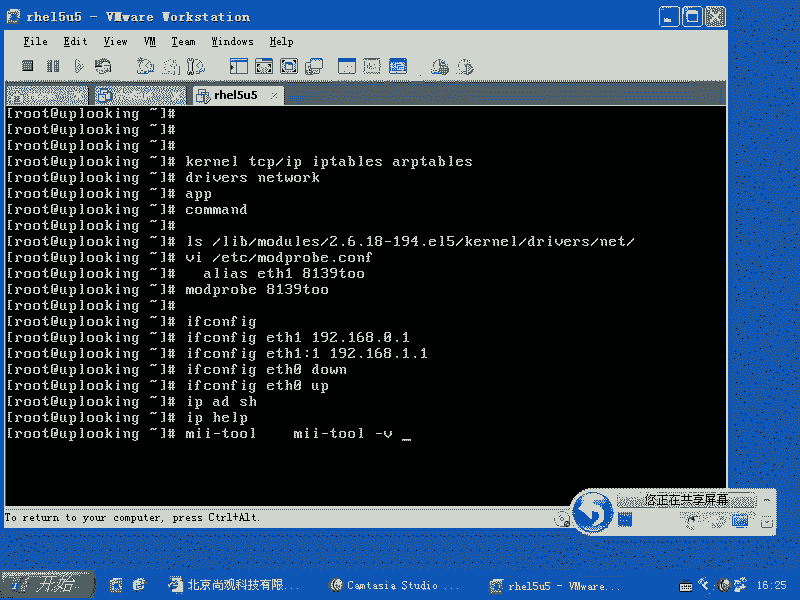 rhel5u5 - VMware Workstation
File Edit View VM Team Windows Help
rhel5u5
[root@uplooking ~]#
[root@uplooking ~]#
[root@uplooking ~]#
[root@uplooking ~]# kernel tcp/ip iptables arptables
[root@uplooking ~]# drivers network
[root@uplooking ~]# app
[root@uplooking ~]# command
[root@uplooking ~]#
[root@uplooking ~]# ls /lib/modules/2.6.18-194.el5/kernel/drivers/net/
[root@uplooking ~]# vi /etc/modprobe.conf
[root@uplooking ~]#   alias eth1 8139too
[root@uplooking ~]# modprobe 8139too
[root@uplooking ~]#
[root@uplooking ~]# ifconfig
[root@uplooking ~]# ifconfig eth1 192.168.0.1
[root@uplooking ~]# ifconfig eth1:1 192.168.1.1
[root@uplooking ~]# ifconfig eth0 down
[root@uplooking ~]# ifconfig eth0 up
[root@uplooking ~]# ip ad sh
[root@uplooking ~]# ip help
[root@uplooking ~]# mii-tool    mii-tool -v _
您正在共享屏幕
To return to your computer, press Ctrl+Alt.
开始 北京尚观科技有限... Camtasia Studio ... rhel5u5 - VMware... 16:25